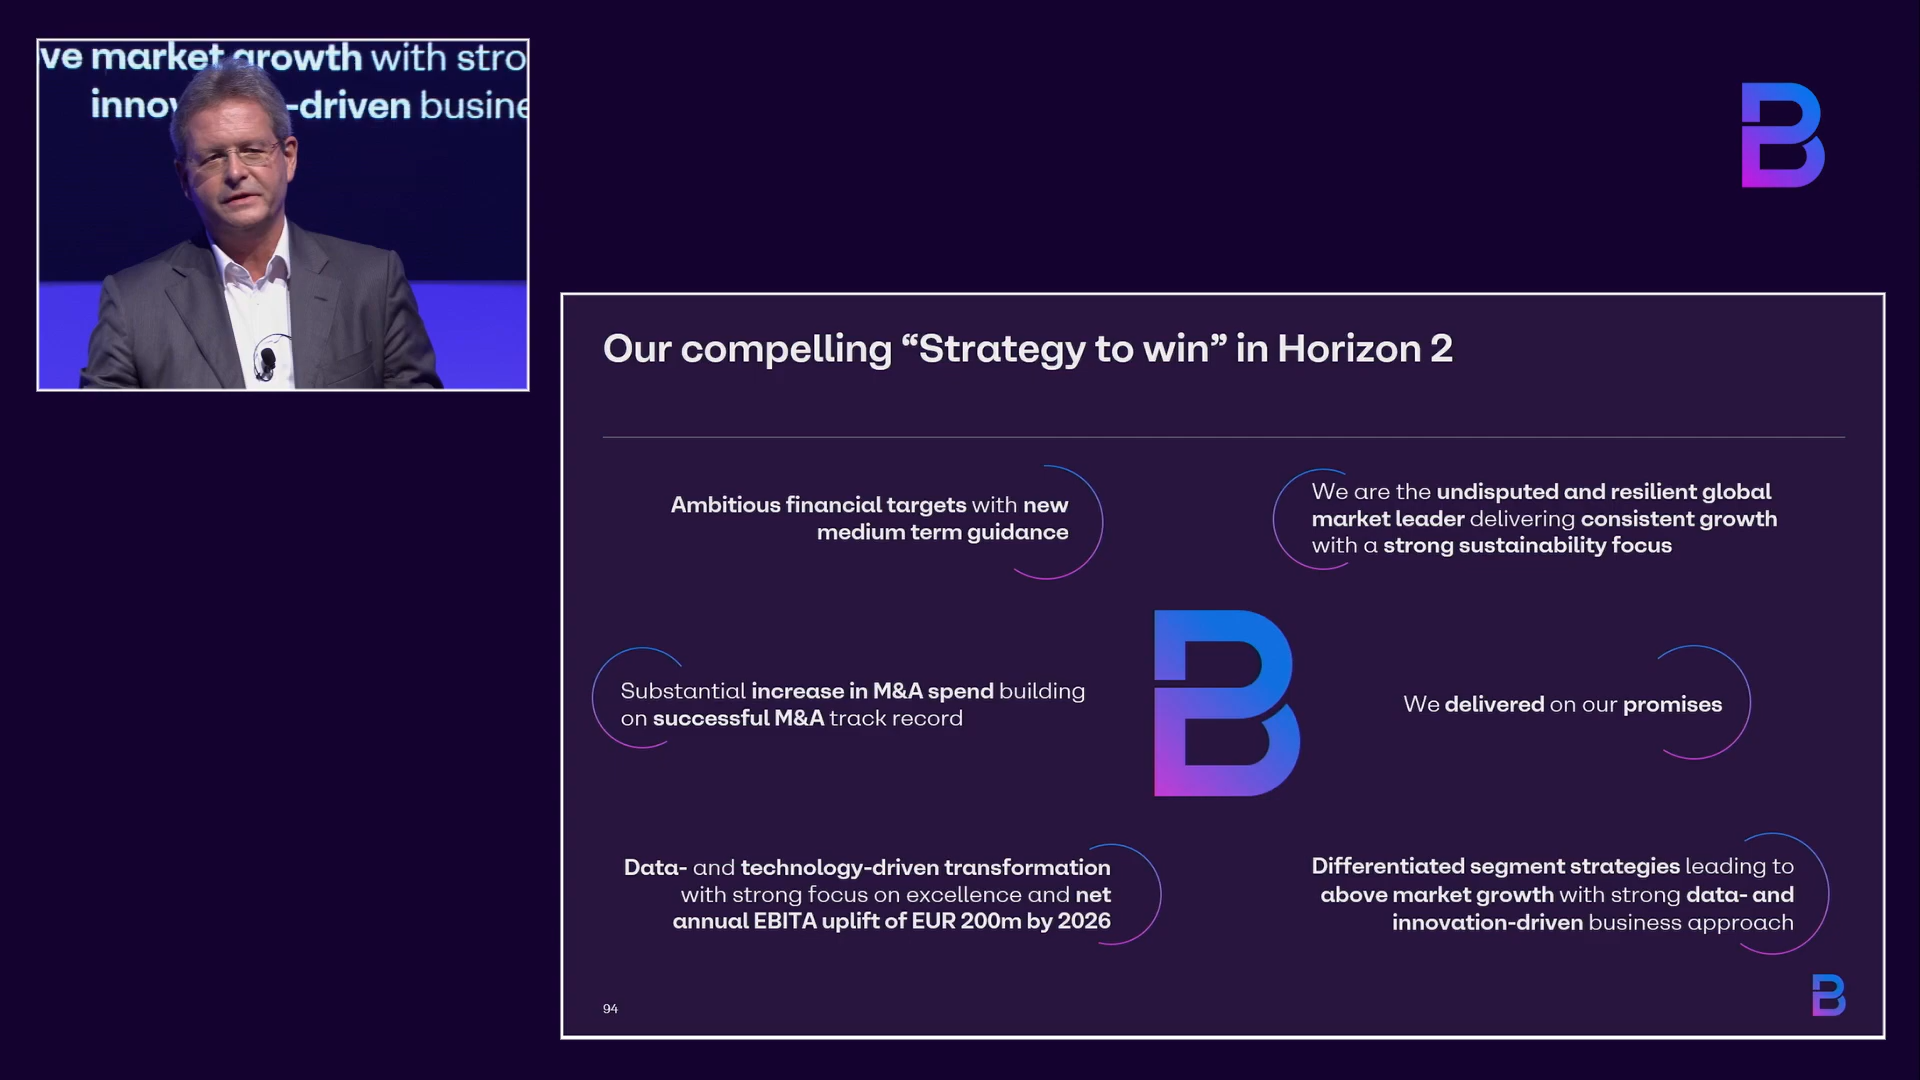 ve market growth with stro
inno -driven busine
Our compelling “Strategy to win” in Horizon 2
Ambitious financial targets with new
medium term guidance
We are the undisputed and resilient global
market leader delivering consistent growth
with a strong sustainability focus
Substantial increase in M&A spend building
on successful M&A track record
We delivered on our promises
Data- and technology-driven transformation
with strong focus on excellence and net
annual EBITA uplift of EUR 200m by 2026
Differentiated segment strategies leading to
above market growth with strong data- and
innovation-driven business approach
94